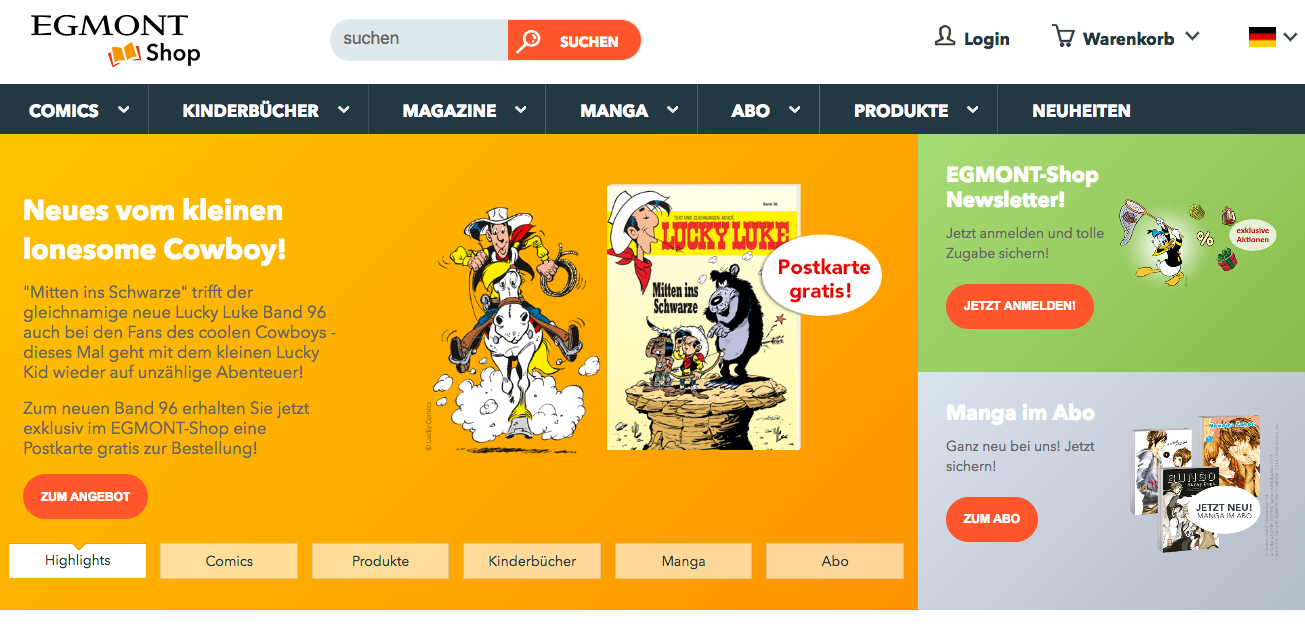 EGMONT
Shop
suchen
SUCHEN
Login
Warenkorb
COMICS
KINDERBÜCHER
MAGAZINE
MANGA
ABO
PRODUKTE
NEUHEITEN
Neues vom kleinen
lonesome Cowboy!
"Mitten ins Schwarze" trifft der
gleichnamige neue Lucky Luke Band 96
auch bei den Fans des coolen Cowboys -
dieses Mal geht mit dem kleinen Lucky
Kid wieder auf unzählige Abenteuer!
Zum neuen Band 96 erhalten Sie jetzt
exklusiv im EGMONT-Shop eine
Postkarte gratis zur Bestellung!
ZUM ANGEBOT
© Lucky Comics
Band 96
TEXT UND ZEICHNUNGEN: ACHDÉ
LUCKY LUKE
Mitten ins
Schwarze
Postkarte
gratis!
Highlights
Comics
Produkte
Kinderbücher
Manga
Abo
EGMONT-Shop
Newsletter!
Jetzt anmelden und tolle
Zugabe sichern!
JETZT ANMELDEN!
%
exklusive
Aktionen
Manga im Abo
Ganz neu bei uns! Jetzt
sichern!
ZUM ABO
BUNGO
JETZT NEU!
MANGA IM ABO